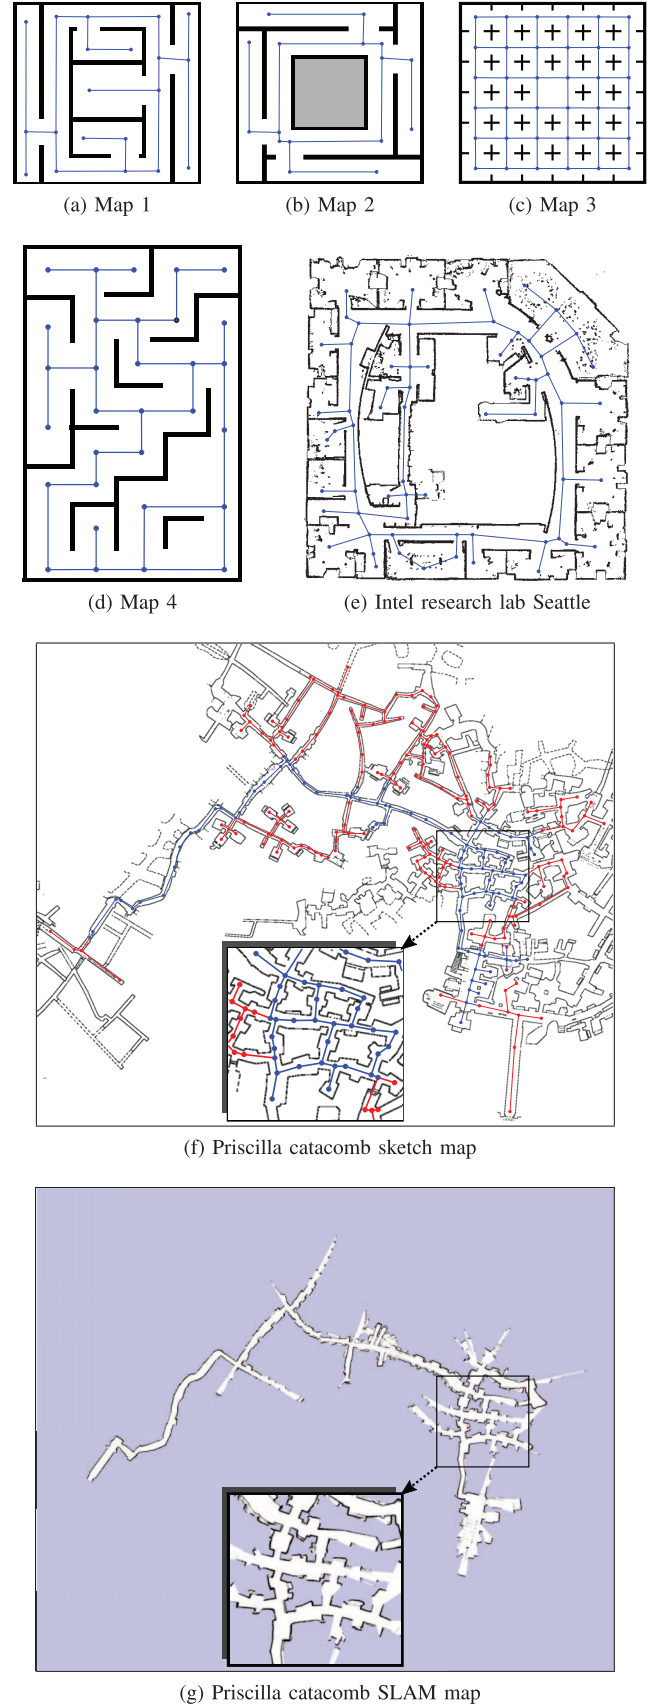 (a) Map 1
(b) Map 2
(c) Map 3
(d) Map 4
(e) Intel research lab Seattle
(f) Priscilla catacomb sketch map
(g) Priscilla catacomb SLAM map